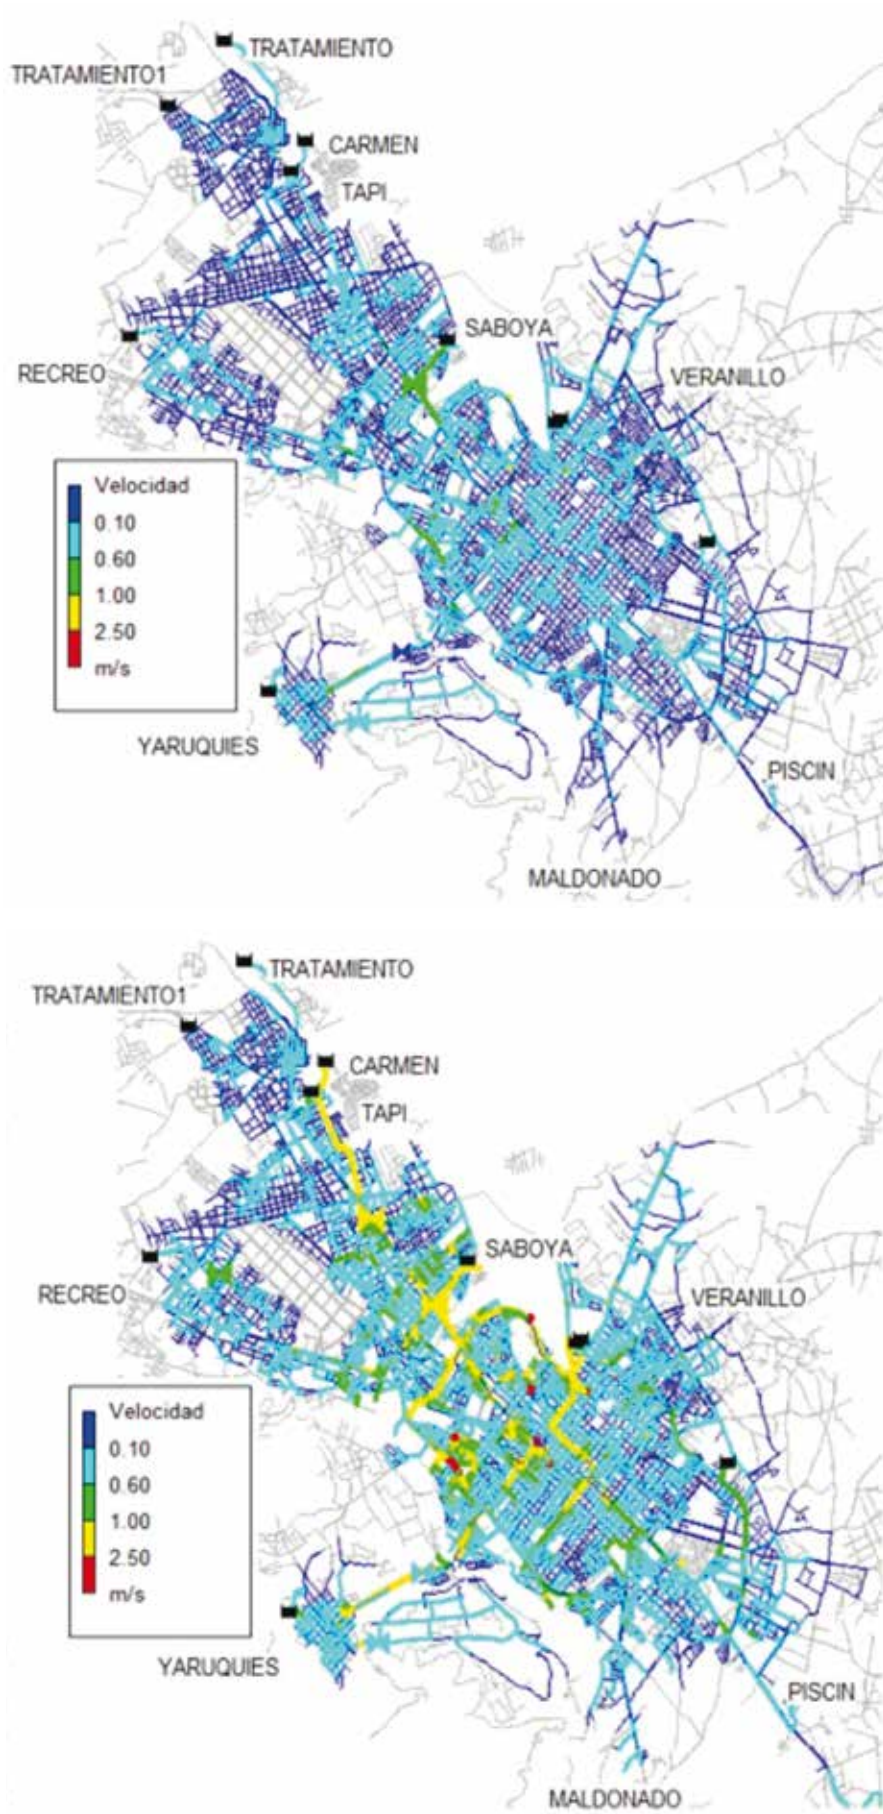 TRATAMIENTO
TRATAMIENTO1
CARMEN
TAPI
SABOYA
RECREO
VERANILLO
Velocidad
0.10
0.60
1.00
2.50
m/s
YARUQUIES
PISCIN
MALDONADO
TRATAMIENTO
TRATAMIENTO1
CARMEN
TAPI
SABOYA
RECREO
VERANILLO
Velocidad
0.10
0.60
1.00
2.50
m/s
YARUQUIES
PISCIN
MALDONADO